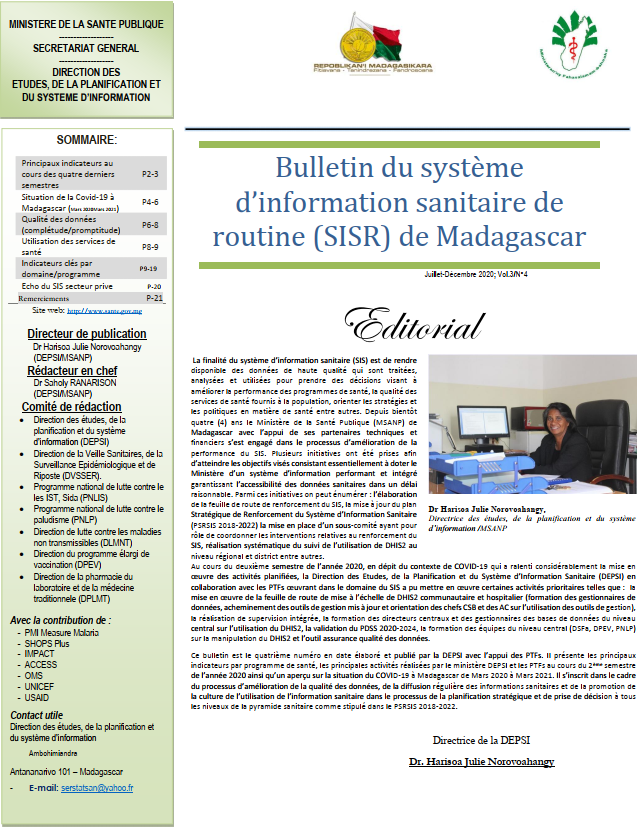 MINISTERE DE LA SANTE PUBLIQUE
--------------------
SECRETARIAT GENERAL
--------------------
DIRECTION DES
ETUDES, DE LA PLANIFICATION ET
DU SYSTEME D'INFORMATION
REPOBLIKAN'I MADAGASIKARA
Fitiavana - Tanindrazana - Fandrosoana
SOMMAIRE:
Principaux indicateurs au
cours des quatre derniers
semestres
P2-3
Situation de la Covid-19 à
Madagascar (Mars 2020Mars 2021)
P4-6
Qualité des données
(complétude/promptitude)
P6-8
Utilisation des services de
santé
P8-9
Indicateurs clés par
domaine/programme
P9-19
Echo du SIS secteur prive P-20
Remerciements P-21
Site web: http://www.sante.gov.mg
Directeur de publication
Dr Harisoa Julie Norovoahangy
(DEPSI/MSANP)
Rédacteur en chef
Dr Saholy RANARISON
(DEPSI/MSANP)
Comité de rédaction
• Direction des études, de la
planification et du système
d'information (DEPSI)
• Direction de la Veille Sanitaires, de la
Surveillance Epidémiologique et de
Riposte (DVSSER).
• Programme national de lutte contre le
les IST, Sida (PNLIS)
• Programme national de lutte contre le
paludisme (PNLP)
• Direction de lutte contre les maladies
non transmissibles (DLMNT)
• Direction du programme élargi de
vaccination (DPEV)
• Direction de la pharmacie du
laboratoire et de la médecine
traditionnelle (DPLMT)
Avec la contribution de :
- PMI Measure Malaria
- SHOPS Plus
- IMPACT
- ACCESS
- OMS
- UNICEF
- USAID
Contact utile
Direction des études, de la planification et
du système d'information
Ambohimiandra
Antananarivo 101 – Madagascar
- E-mail: serstatsan@yahoo.fr
Bulletin du système
d'information sanitaire de
routine (SISR) de Madagascar
Juillet-Décembre 2020; Vol.3/N°4
Editorial
La finalité du système d'information sanitaire (SIS) est de rendre
disponible des données de haute qualité qui sont traitées,
analysées et utilisées pour prendre des décisions visant à
améliorer la performance des programmes de santé, la qualité des
services de santé fournis à la population, orienter les stratégies et
les politiques en matière de santé entre autres. Depuis bientôt
quatre (4) ans le Ministère de la Santé Publique (MSANP) de
Madagascar avec l'appui de ses partenaires techniques et
financiers s'est engagé dans le processus d'amélioration de la
performance du SIS. Plusieurs initiatives ont été prises afin
d'atteindre les objectifs visés consistant essentiellement à doter le
Ministère d'un système d'information performant et intégré
garantissant l'accessibilité des données sanitaires dans un délai
raisonnable. Parmi ces initiatives on peut énumérer : l'élaboration
de la feuille de route de renforcement du SIS, la mise à jour du plan
Stratégique de Renforcement du Système d'Information Sanitaire
(PSRSIS 2018-2022) la mise en place d'un sous-comité ayant pour
rôle de coordonner les interventions relatives au renforcement du
SIS, réalisation systématique du suivi de l'utilisation de DHIS2 au
niveau régional et district entre autres.
Dr Harisoa Julie Norovoahangy,
Directrice des études, de la planification et du système
d'information /MSANP
Au cours du deuxième semestre de l'année 2020, en dépit du contexte de COVID-19 qui a ralenti considérablement la mise en
œuvre des activités planifiées, la Direction des Etudes, de la Planification et du Système d'Information Sanitaire (DEPSI) en
collaboration avec les PTFs œuvrant dans le domaine du SIS a pu mettre en œuvre certaines activités prioritaires telles que : la
mise en œuvre de la feuille de route de mise à l'échelle de DHIS2 communautaire et hospitalier (formation des gestionnaires de
données, acheminement des outils de gestion mis à jour et orientation des chefs CSB et des AC sur l'utilisation des outils de gestion),
la réalisation de supervision intégrée, la formation des directeurs centraux et des gestionnaires des bases de données du niveau
central sur l'utilisation du DHIS2, la validation du PDSS 2020-2024, la formation des équipes du niveau central (DSFa, DPEV, PNLP)
sur la manipulation du DHIS2 et l'outil assurance qualité des données.
Ce bulletin est le quatrième numéro en date élaboré et publié par la DEPSI avec l'appui des PTFs. Il présente les principaux
indicateurs par programme de santé, les principales activités réalisées par le ministère DEPSI et les PTFs au cours du 2ème semestre
de l'année 2020 ainsi qu'un aperçu sur la situation du COVID-19 à Madagascar de Mars 2020 à Mars 2021. Il s'inscrit dans le cadre
du processus d'amélioration de la qualité des données, de la diffusion régulière des informations sanitaires et de la promotion de
la culture de l'utilisation de l'information sanitaire dans le processus de la planification stratégique et de prise de décision à tous
les niveaux de la pyramide sanitaire comme stipulé dans le PSRSIS 2018-2022.
Directrice de la DEPSI
Dr. Harisoa Julie Norovoahangy